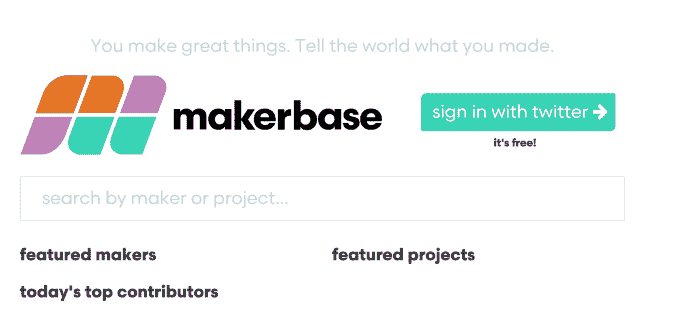 You make great things. Tell the world what you made.
makerbase
sign in with twitter
it's free!
search by maker or project...
featured makers
featured projects
today's top contributors